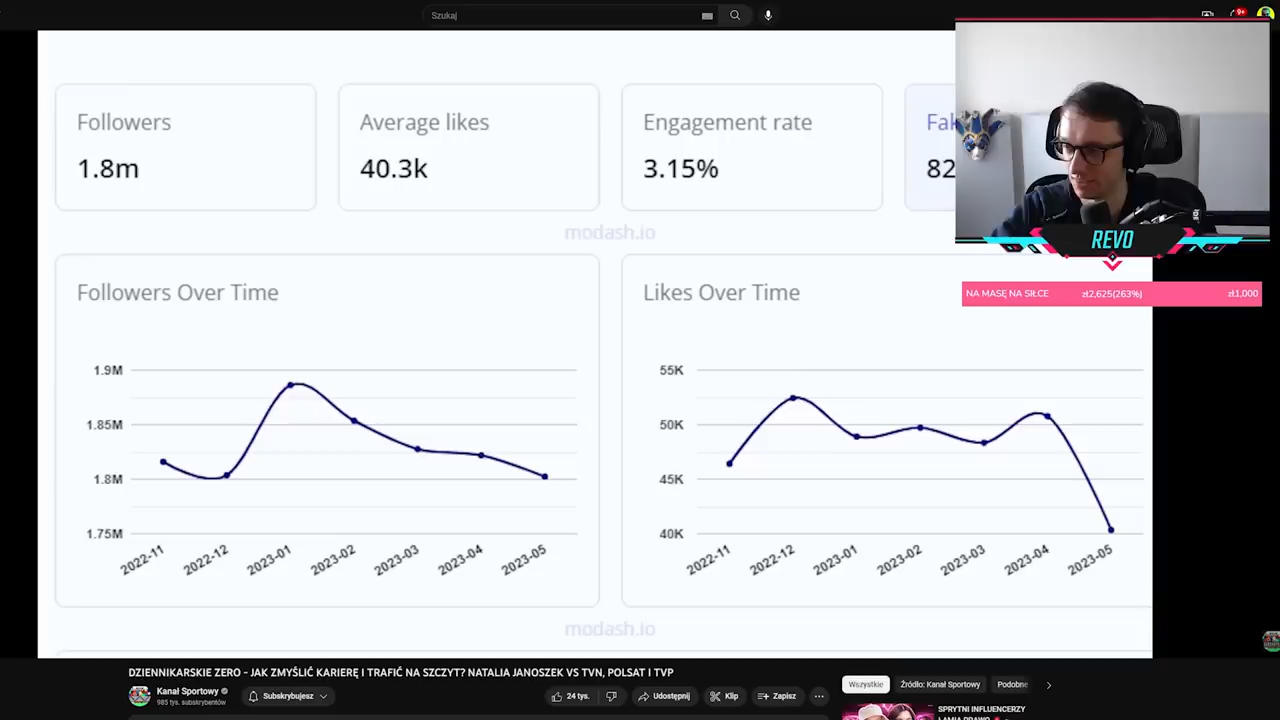 Szukaj
9+
Followers
1.8m
Average likes
40.3k
Engagement rate
3.15%
82
REVO
NA MASĘ NA SIŁCE zł2,625(263%) zł1,000
modash.io
Followers Over Time
1.9M
1.85M
1.8M
1.75M
2022-11 2022-12 2023-01 2023-02 2023-03 2023-04 2023-05
Likes Over Time
55K
50K
45K
40K
2022-11 2022-12 2023-01 2023-02 2023-03 2023-04 2023-05
modash.io
DZIENNIKARSKIE ZERO - JAK ZMYŚLIĆ KARIERĘ I TRAFIĆ NA SZCZYT? NATALIA JANOSZEK VS TVN, POLSAT I TVP
Kanał Sportowy
985 tys. subskrybentów
Subskrybujesz
24 tys.
Udostępnij
Klip
Zapisz
Wszystkie
Źródło: Kanał Sportowy
Podobne
SPRYTNI INFLUENCERZY